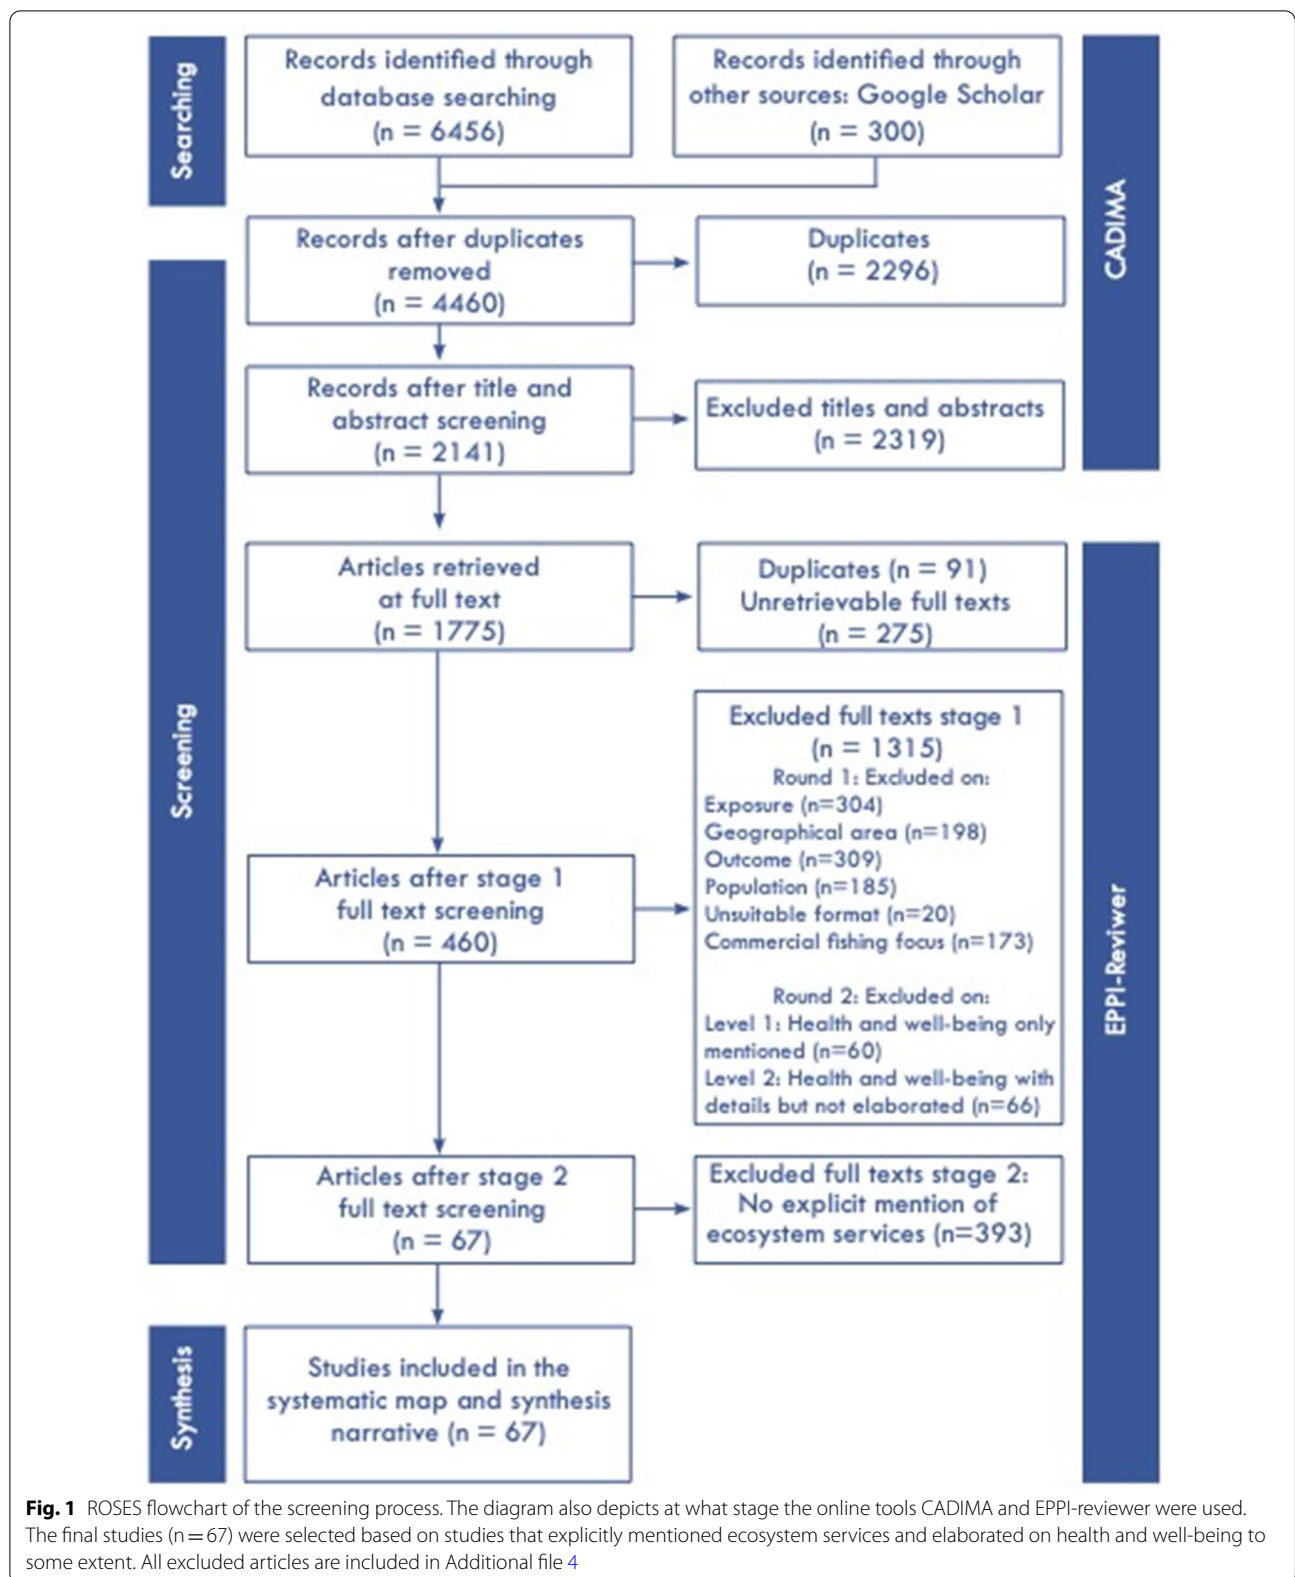 Searching
Records identified through
database searching
(n = 6456)
Records identified through
other sources: Google Scholar
(n = 300)
CADIMA
Records after duplicates
removed
(n = 4460)
Duplicates
(n = 2296)
Screening
Records after title and
abstract screening
(n = 2141)
Excluded titles and abstracts
(n = 2319)
Articles retrieved
at full text
(n = 1775)
Duplicates (n = 91)
Unretrievable full texts
(n = 275)
EPPI-Reviwer
Articles after stage 1
full text screening
(n = 460)
Excluded full texts stage 1
(n = 1315)
Round 1: Excluded on:
Exposure (n=304)
Geographical area (n=198)
Outcome (n=309)
Population (n=185)
Unsuitable format (n=20)
Commercial fishing focus (n=173)
Round 2: Excluded on:
Level 1: Health and well-being only
mentioned (n=60)
Level 2: Health and well-being with
details but not elaborated (n=66)
Articles after stage 2
full text screening
(n = 67)
Excluded full texts stage 2:
No explicit mention of
ecosystem services (n=393)
Synthesis
Studies included in the
systematic map and synthesis
narrative (n = 67)
Fig. 1 ROSES flowchart of the screening process. The diagram also depicts at what stage the online tools CADIMA and EPPI-reviewer were used.
The final studies (n = 67) were selected based on studies that explicitly mentioned ecosystem services and elaborated on health and well-being to
some extent. All excluded articles are included in Additional file 4